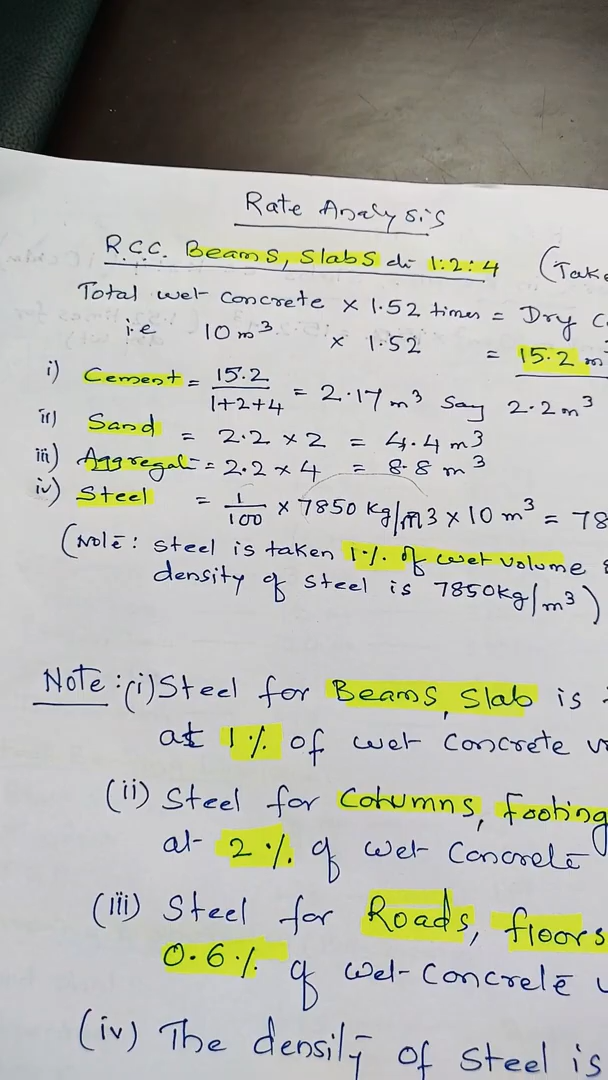 Rate Analysis
R.C.C. Beams, Slabs di 1:2:4 (Take
Total wet concrete × 1.52 times = Dry C
i.e 10 m³ × 1.52 = 15.2 m
i) Cement = 15.2 / 1+2+4 = 2.17 m³ Say 2.2 m³
ii) Sand = 2.2 × 2 = 4.4 m³
iii) Aggregate = 2.2 × 4 = 8.8 m³
iv) Steel = 1/100 × 7850 Kg/m3 × 10 m³ = 78
(Note: steel is taken 1% of wet volume &
density of steel is 7850kg/m³)
Note: (i) Steel for Beams, Slab is
at 1% of wet concrete v
(ii) Steel for Columns, Footing
at 2% of wet Concrete
(iii) Steel for Roads, floors
0.6% of wet-concrete
(iv) The density of Steel is